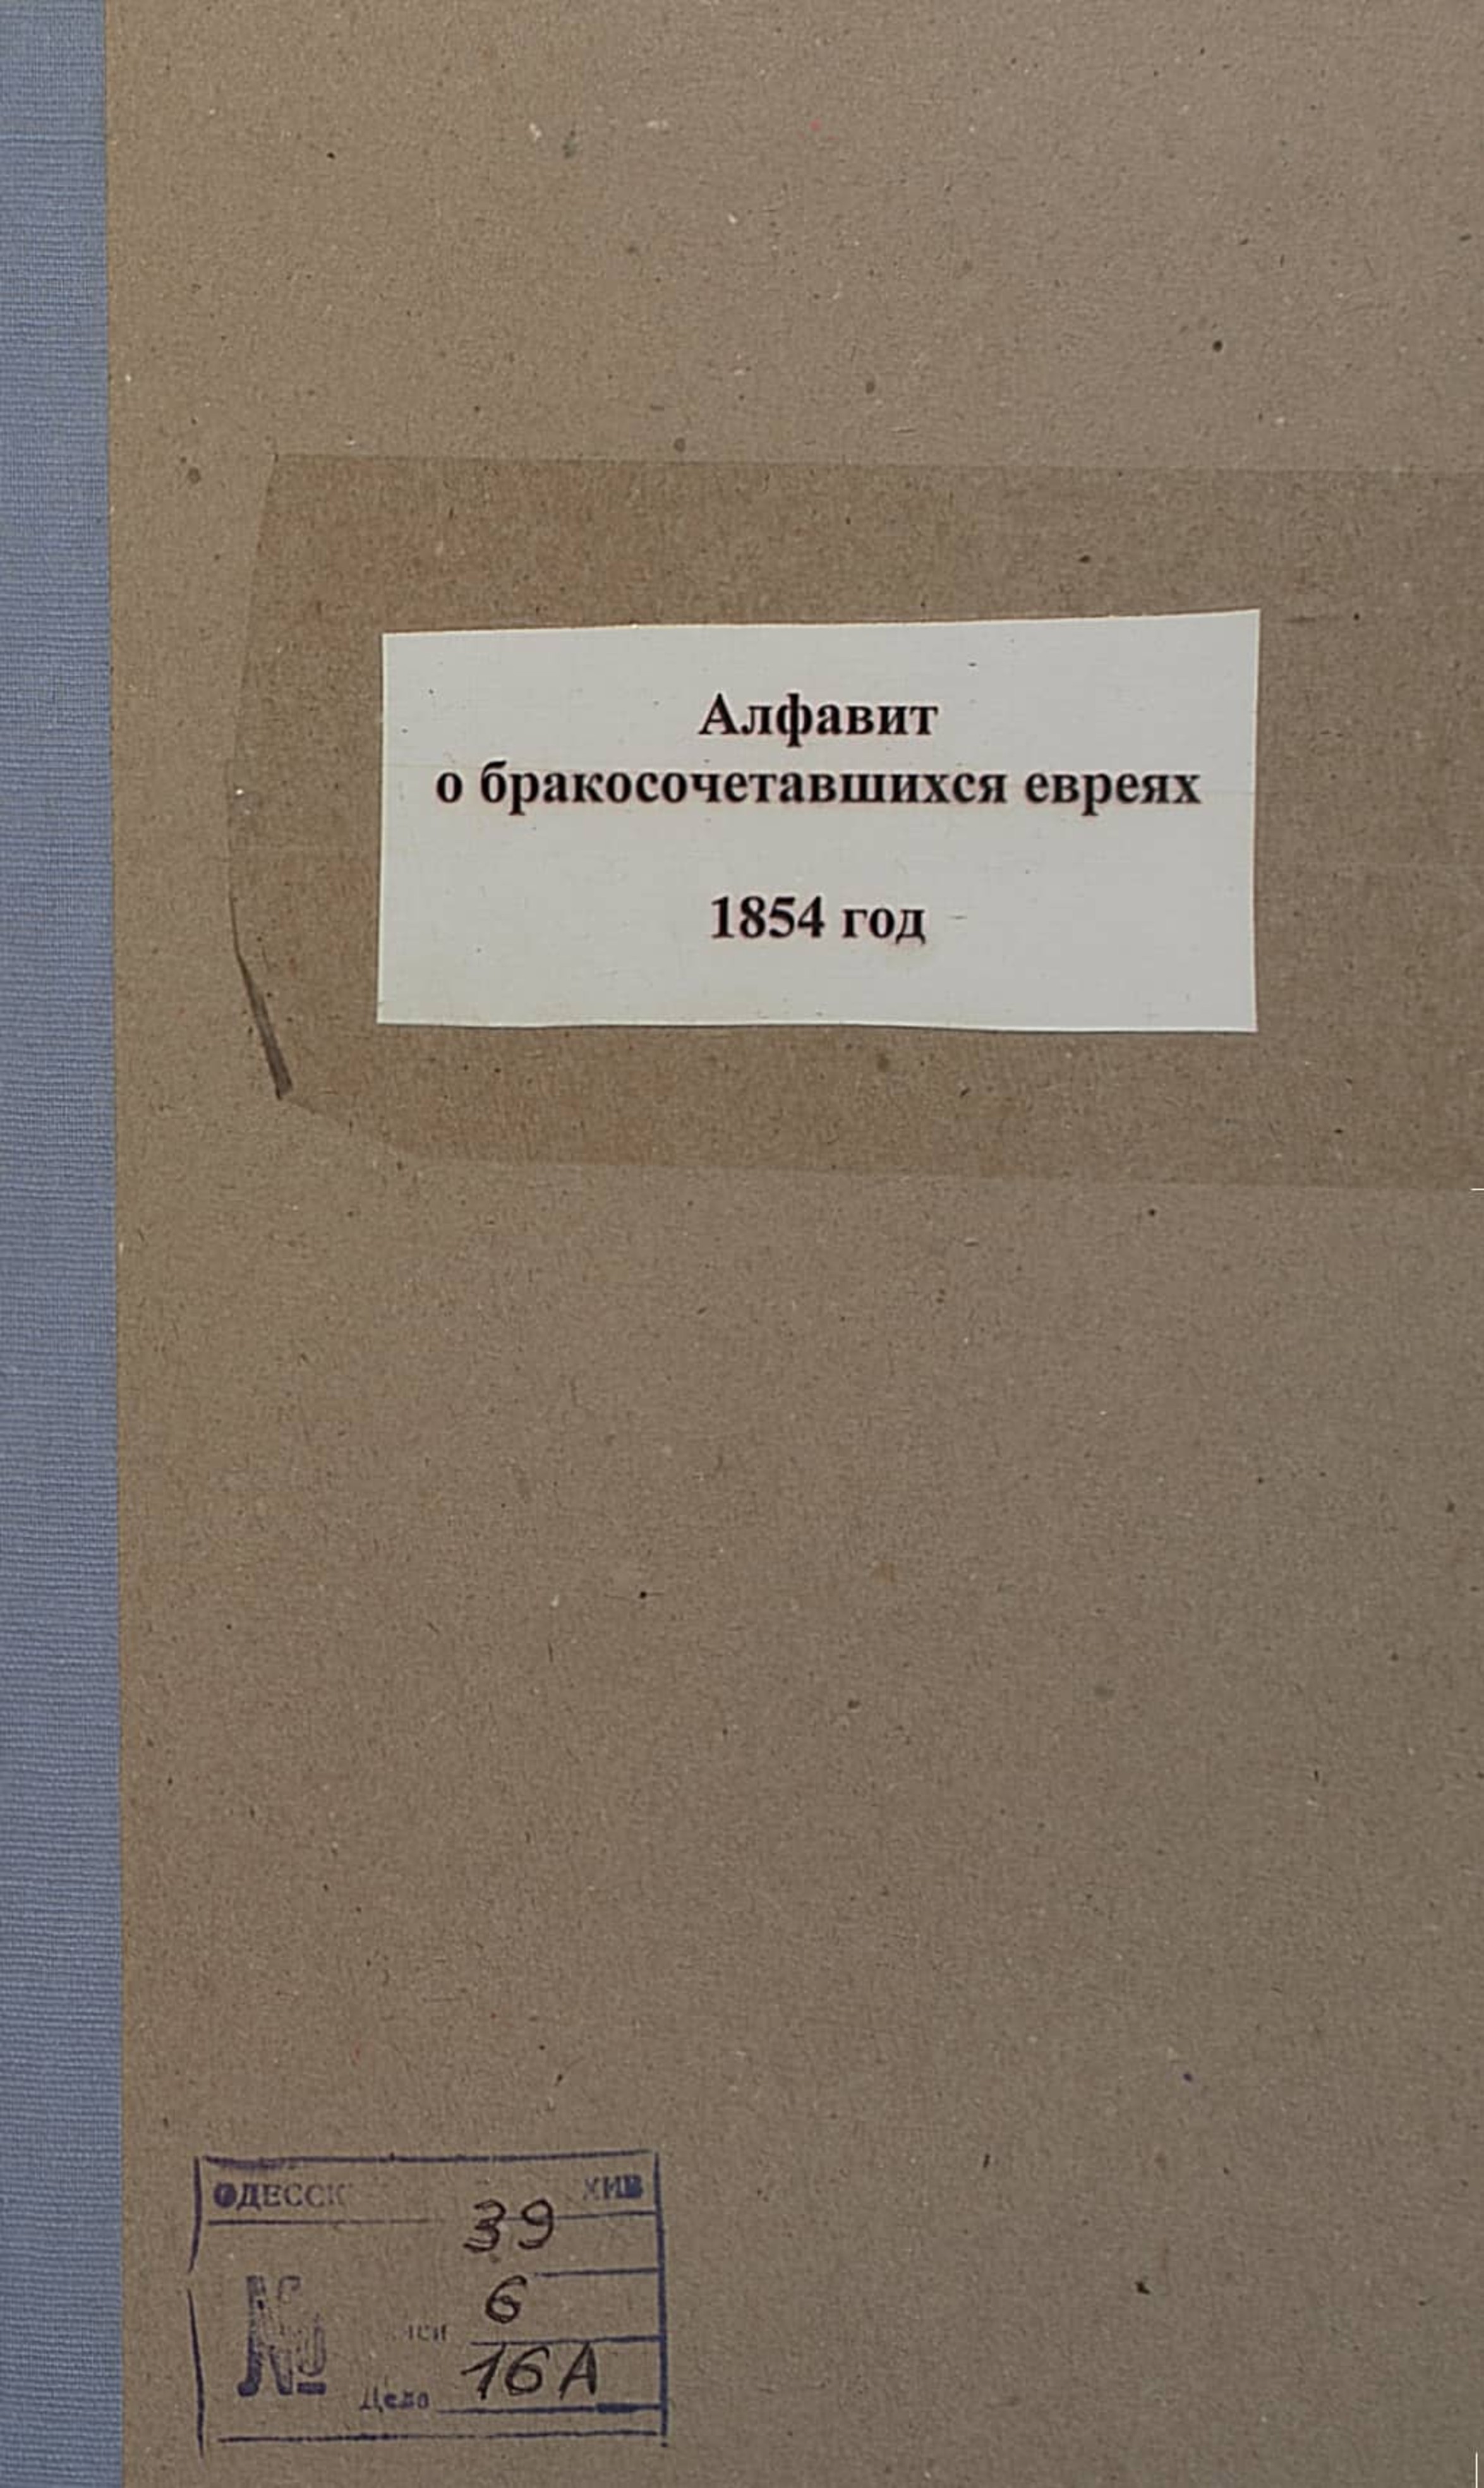 Алфавит
о бракосочетавшихся евреях
1854 год
ОДЕССК ХИВ
39
№
6
Дело 16А